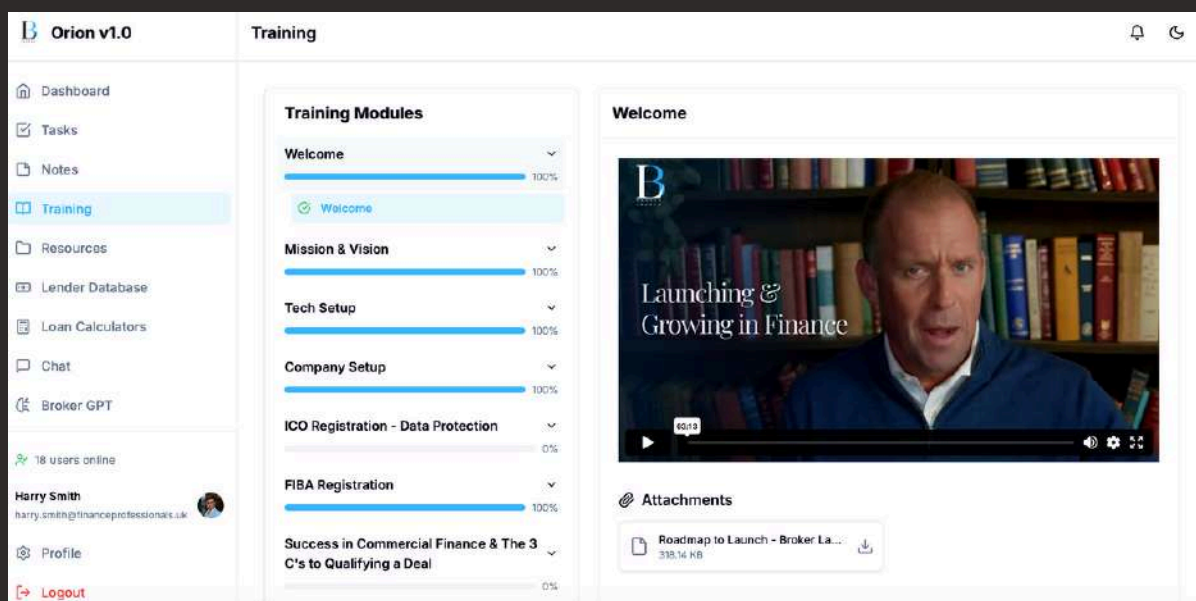 B Orion v1.0
Training
Dashboard
Tasks
Notes
Training
Resources
Lender Database
Loan Calculators
Chat
Broker GPT
18 users online
Harry Smith
harry.smith@financeprofessionals.uk
Profile
Logout
Training Modules
Welcome
100%
Welcome
Mission & Vision
100%
Tech Setup
100%
Company Setup
100%
ICO Registration - Data Protection
0%
FIBA Registration
100%
Success in Commercial Finance & The 3
C's to Qualifying a Deal
0%
Welcome
B
Launching &
Growing in Finance
03:13
Attachments
Roadmap to Launch - Broker La...
318.14 KB